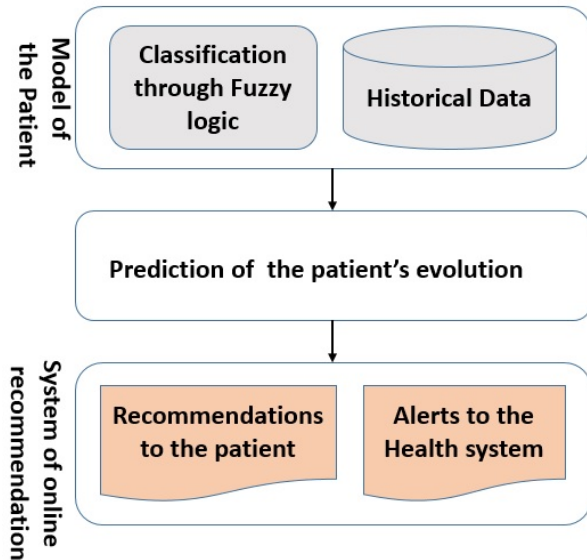 Model of
the Patient
Classification
through Fuzzy
logic
Historical Data
Prediction of the patient's evolution
System of online
recommendation
Recommendations
to the patient
Alerts to the
Health system